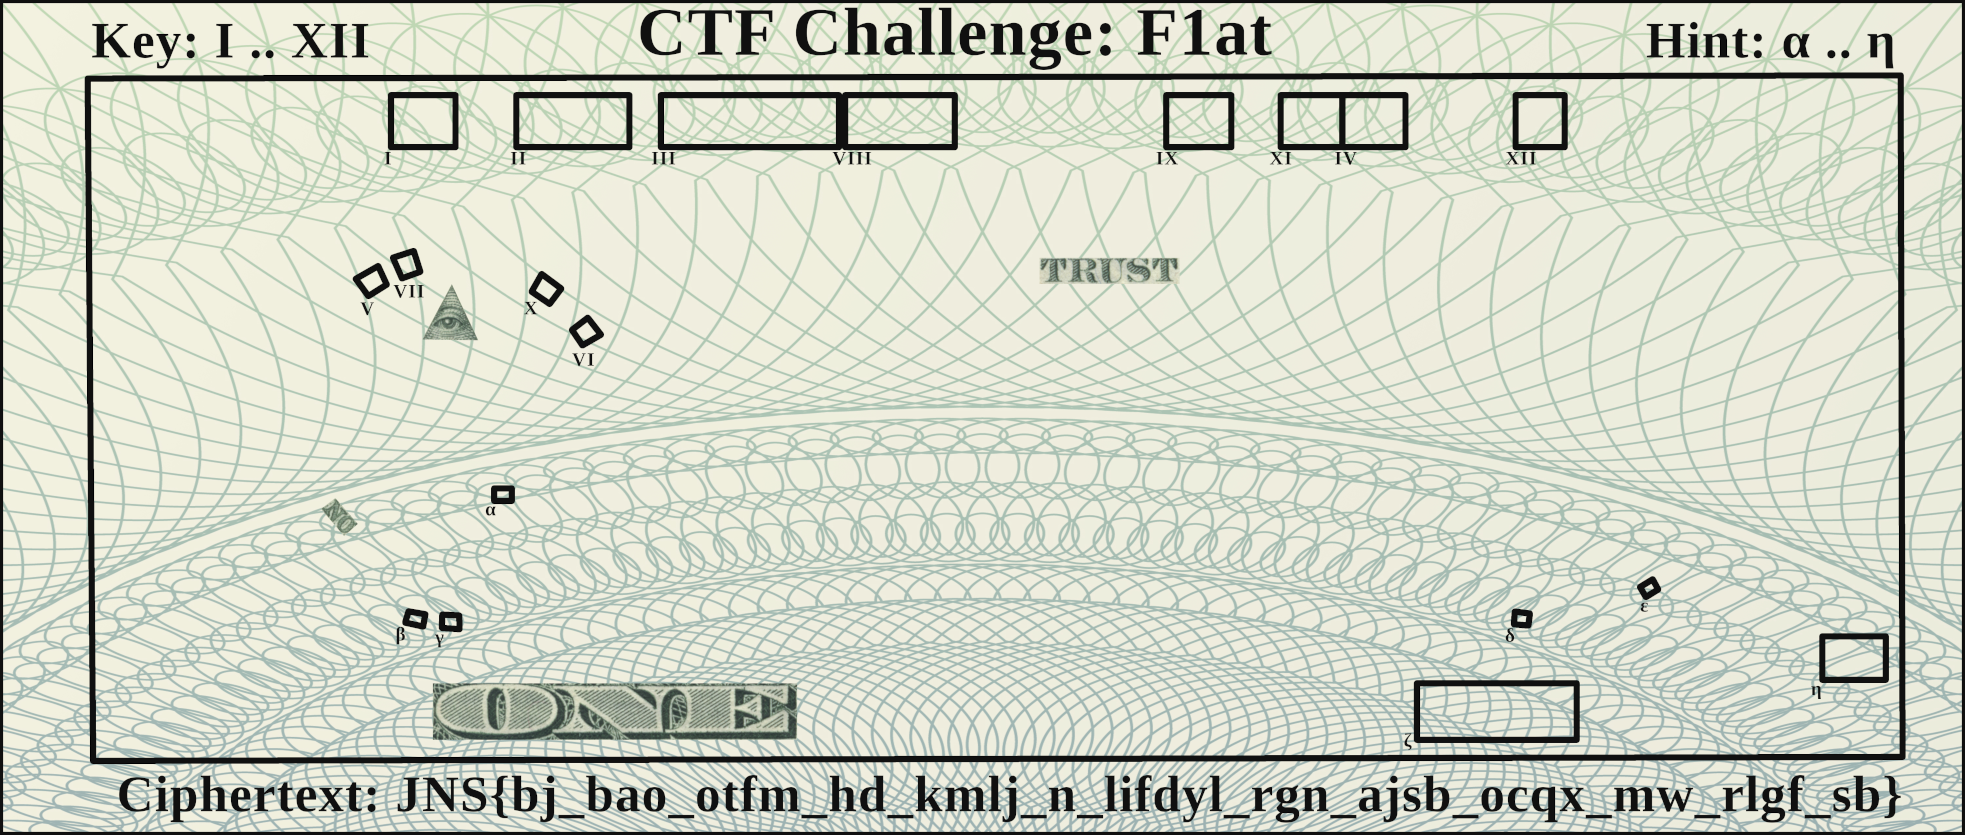 Key: I .. XII
CTF Challenge: F1at
Hint: α .. η
I II III VIII IX XI IV XII
V VII X VI
TRUST
NO
α
β γ δ ε
ζ η
ONE
Ciphertext: JNS{bj_bao_otfm_hd_kmlj_n_lifdyl_rgn_ajsb_ocqx_mw_rlgf_sb}